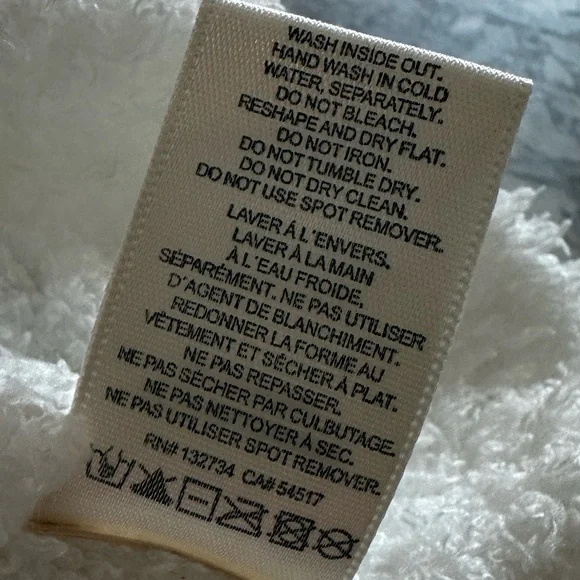 WASH INSIDE OUT.
HAND WASH IN COLD
WATER, SEPARATELY.
DO NOT BLEACH.
RESHAPE AND DRY FLAT.
DO NOT IRON.
DO NOT TUMBLE DRY.
DO NOT DRY CLEAN.
DO NOT USE SPOT REMOVER.
LAVER Á L'ENVERS.
LAVER Á LA MAIN
Á L'EAU FROIDE,
SÉPARÉMENT. NE PAS UTILISER
D'AGENT DE BLANCHIMENT.
REDONNER LA FORME AU
VÊTEMENT ET SÉCHER Á PLAT.
NE PAS REPASSER.
NE PAS SÉCHER PAR CULBUTAGE.
NE PAS NETTOYER Á SEC.
NE PAS UTILISER SPOT REMOVER.
RN# 132734 CA# 54517